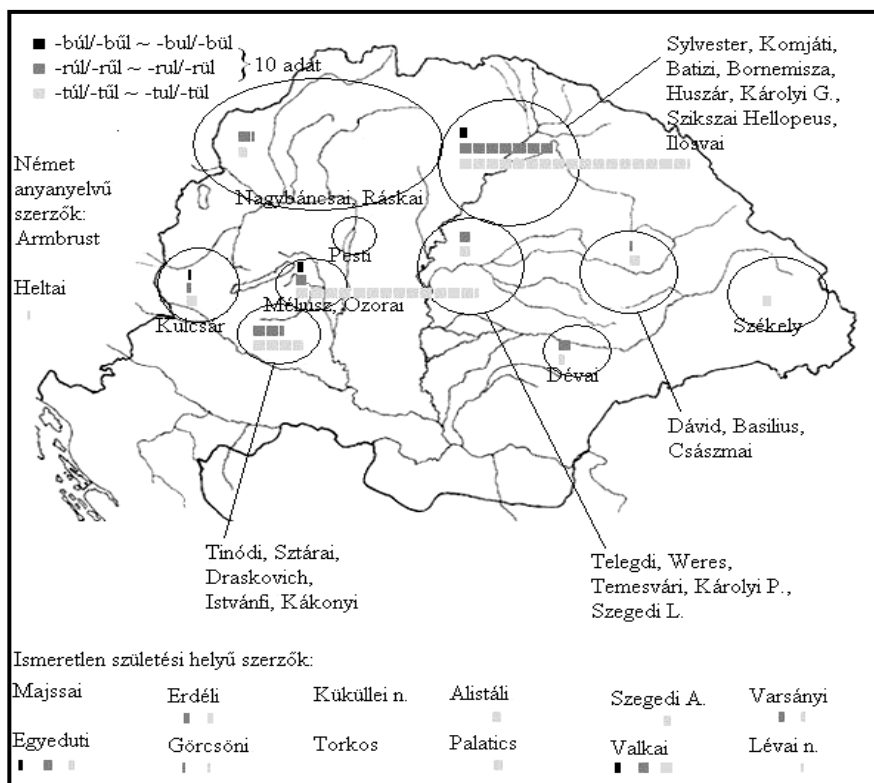 -búl/-bűl ~ -bul/-bül
-rúl/-rűl ~ -rul/-rül
-túl/-tűl ~ -tul/-tül
10 adat
Sylvester, Komjáti,
Batizi, Bornemisza,
Huszár, Károlyi G.,
Szikszai Hellopeus,
Ilosvai
Német
anyanyelvű
szerzők:
Armbrust
Heltai
Nagybáncsai, Ráskai
Pesti
Kulcsár
Méliusz, Ozorai
Székely
Dévai
Dávid, Basilius,
Császmai
Tinódi, Sztárai,
Draskovich,
Istvánfi, Kákonyi
Telegdi, Weres,
Temesvári, Károlyi P.,
Szegedi L.
Ismeretlen születési helyű szerzők:
Majssai Erdéli Küküllei n. Alistáli Szegedi A. Varsányi
Egyeduti Görcsöni Torkos Palatics Valkai Lévai n.